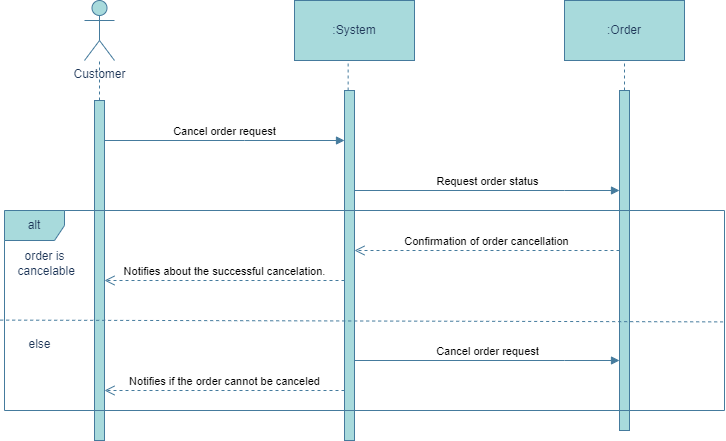 :System
:Order
Customer
Cancel order request
Request order status
alt
Confirmation of order cancellation
order is
cancelable
Notifies about the successful cancelation.
else
Cancel order request
Notifies if the order cannot be canceled